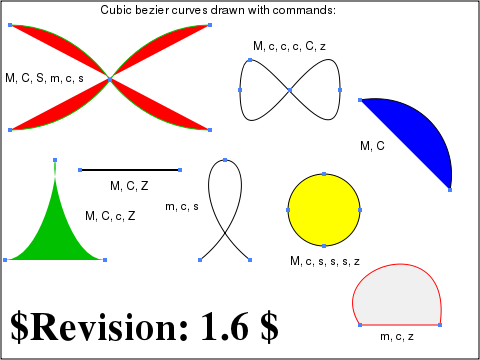 Cubic bezier curves drawn with commands:
M, c, c, c, C, z
M, C, S, m, c, s
M, C
M, C, Z
m, c, s
M, C, c, Z
M, c, s, s, s, z
$Revision: 1.6 $
m, c, z